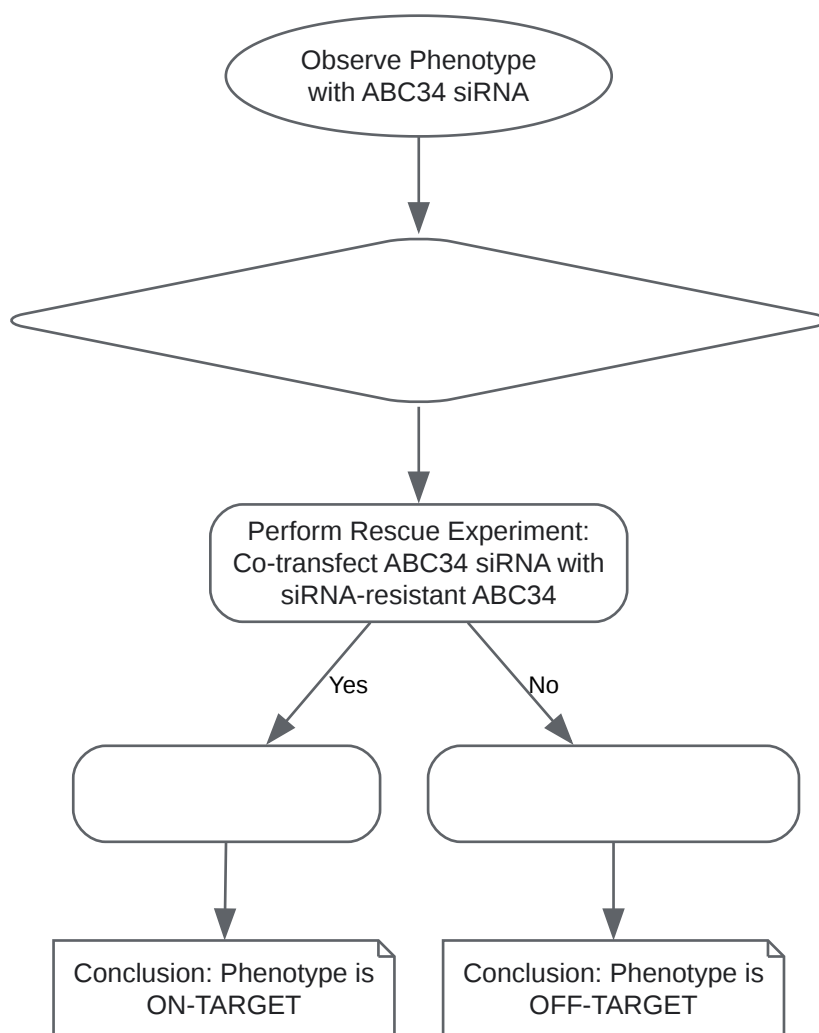 Observe Phenotype
with ABC34 siRNA
Perform Rescue Experiment:
Co-transfect ABC34 siRNA with
siRNA-resistant ABC34
Yes
No
Conclusion: Phenotype is
ON-TARGET
Conclusion: Phenotype is
OFF-TARGET